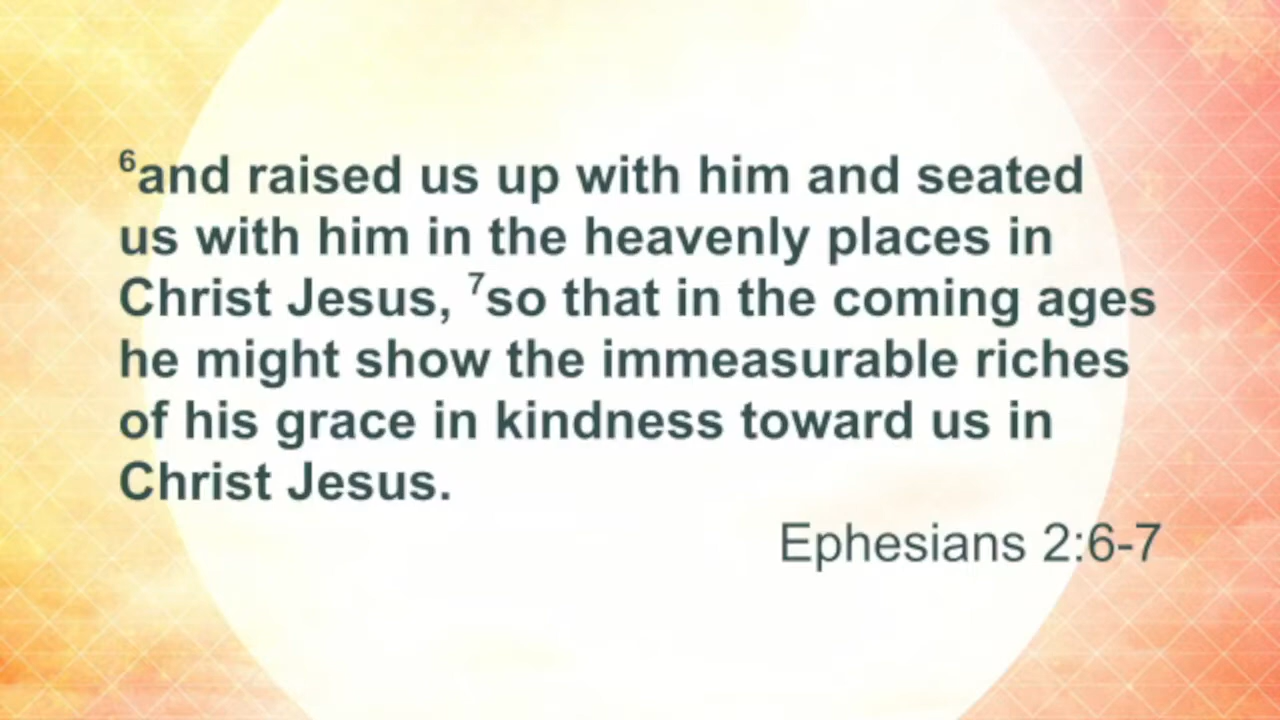 ⁶and raised us up with him and seated
us with him in the heavenly places in
Christ Jesus, ⁷so that in the coming ages
he might show the immeasurable riches
of his grace in kindness toward us in
Christ Jesus.
Ephesians 2:6-7